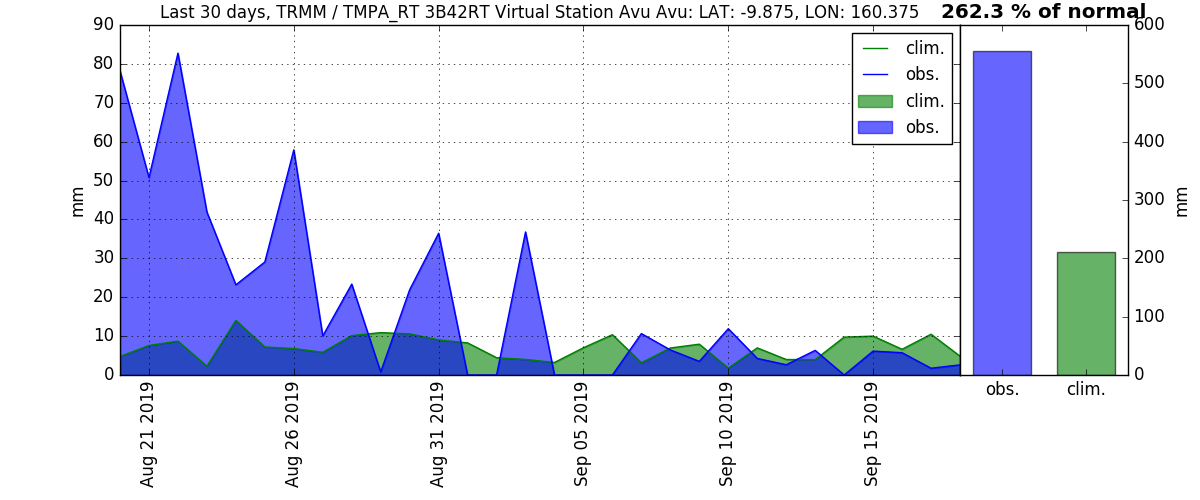 Last 30 days, TRMM / TMPA_RT 3B42RT Virtual Station Avu Avu: LAT: -9.875, LON: 160.375
262.3 % of normal
90
80
70
60
50
40
30
20
10
0
mm
clim.
obs.
clim.
obs.
Aug 21 2019
Aug 26 2019
Aug 31 2019
Sep 05 2019
Sep 10 2019
Sep 15 2019
600
500
400
300
200
100
0
mm
obs.
clim.